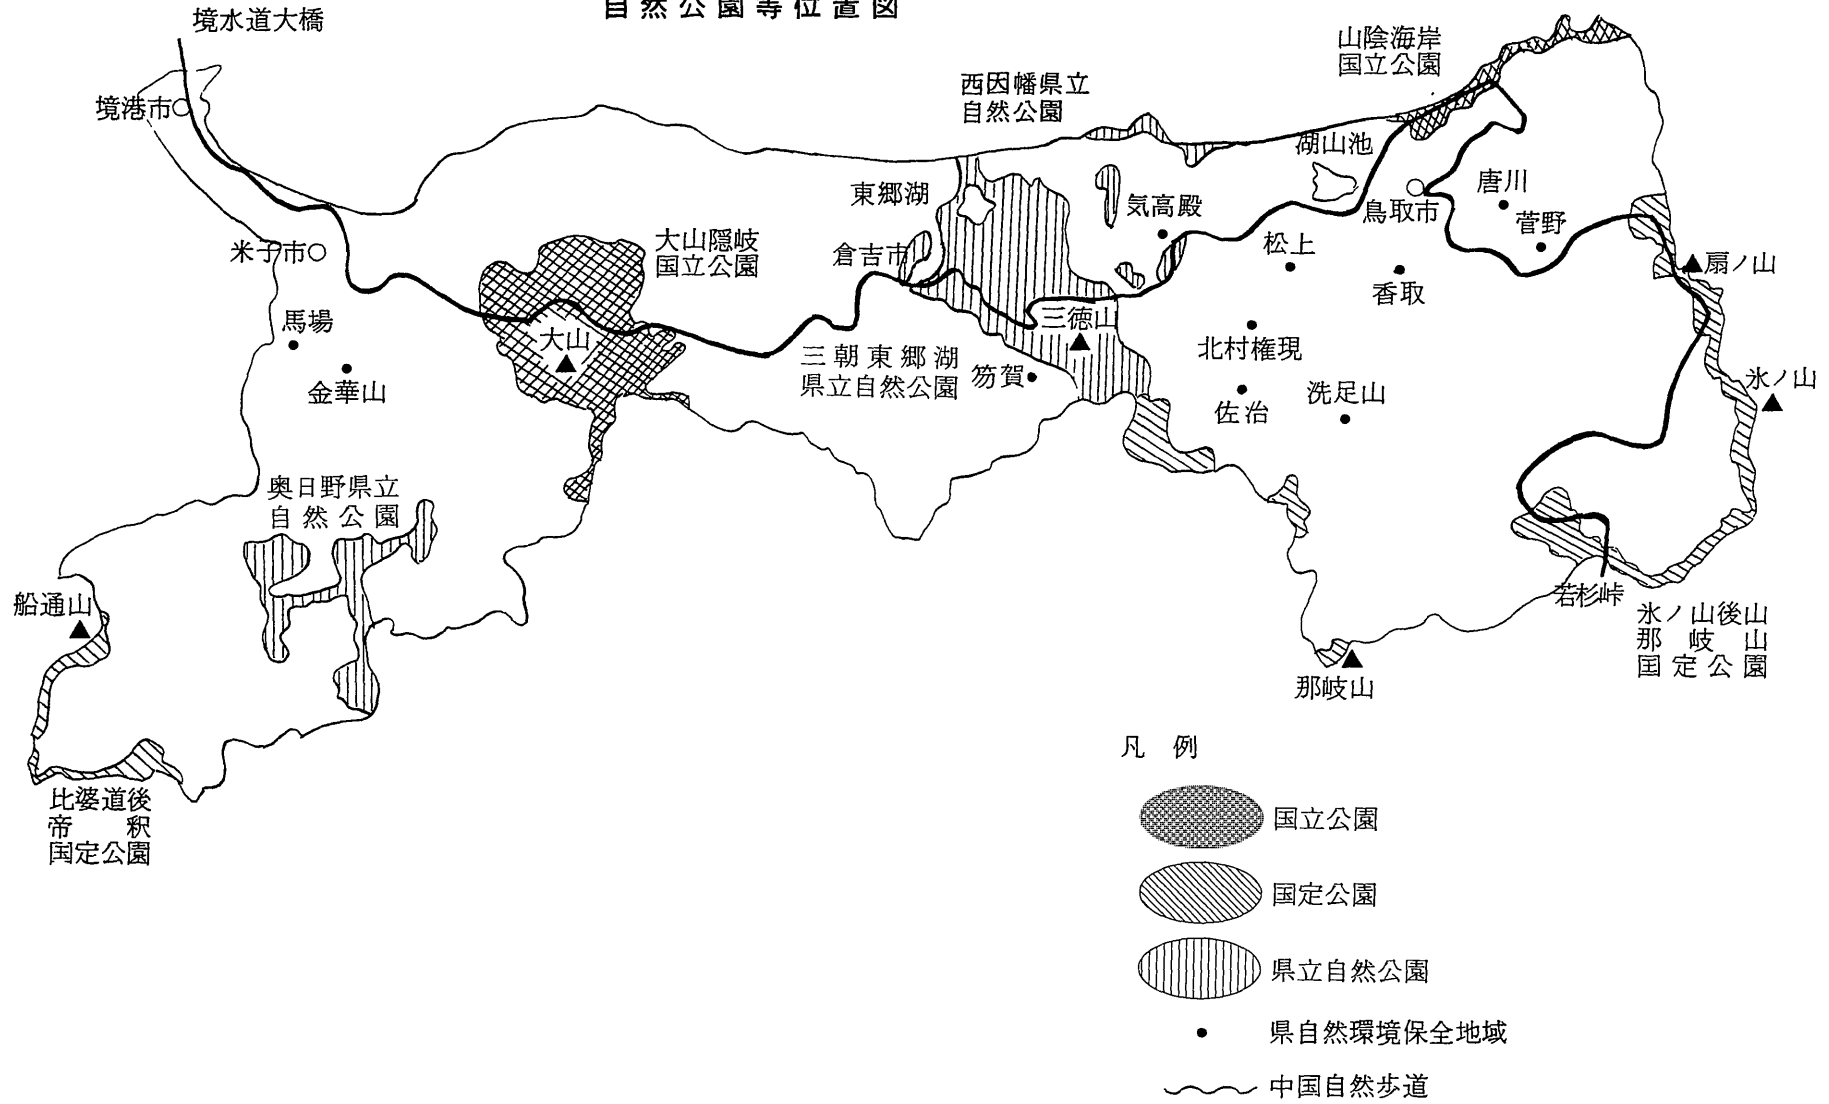 自然公園等位置図
境水道大橋
境港市
米子市
馬場
金華山
大山
大山隠岐
国立公園
奥日野県立
自然公園
船通山
比婆道後
帝釈
国定公園
東郷湖
倉吉市
三朝東郷湖
県立自然公園
笏賀
三徳山
西因幡県立
自然公園
気高殿
松上
北村権現
佐治
洗足山
香取
湖山池
鳥取市
山陰海岸
国立公園
唐川
菅野
扇ノ山
氷ノ山
若杉峠
氷ノ山後山
那岐山
国定公園
那岐山
凡例
国立公園
国定公園
県立自然公園
県自然環境保全地域
中国自然歩道